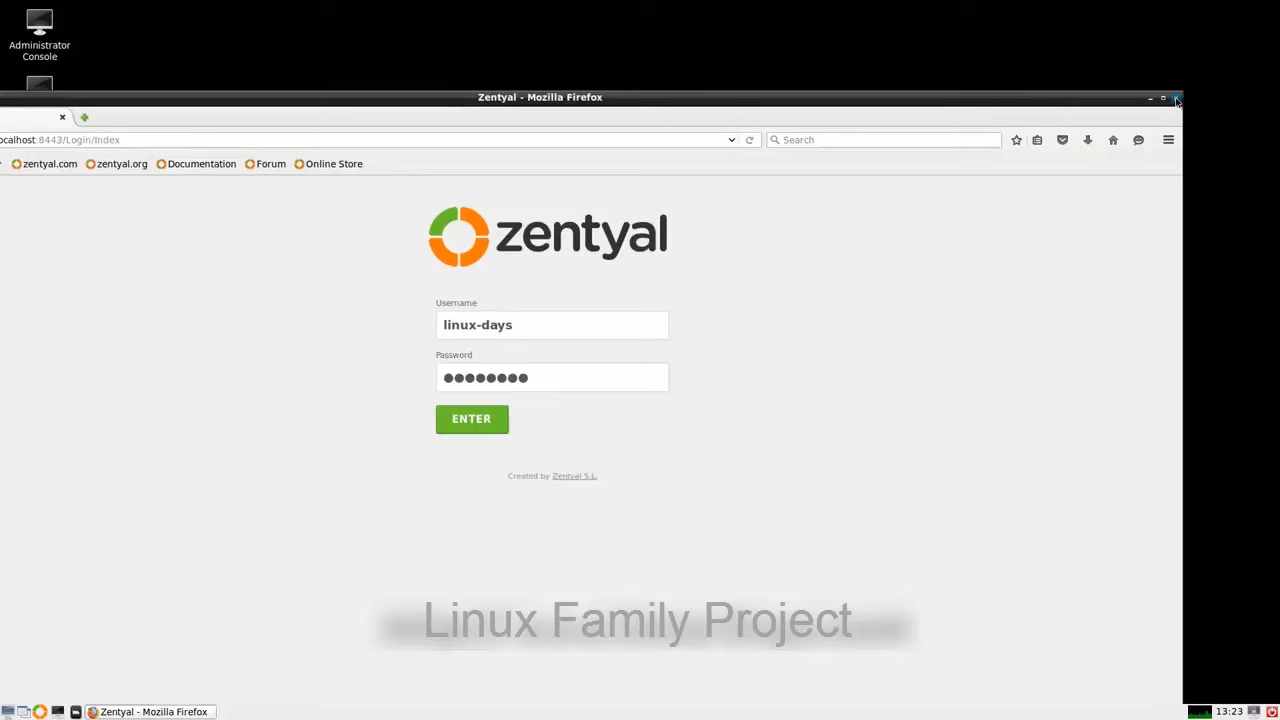 Administrator
Console
Zentyal - Mozilla Firefox
ocalhost:8443/Login/Index
Search
zentyal.com zentyal.org Documentation Forum Online Store
zentyal
Username
linux-days
Password
ENTER
Created by Zentyal S.L.
Linux Family Project
Zentyal - Mozilla Firefox
13:23